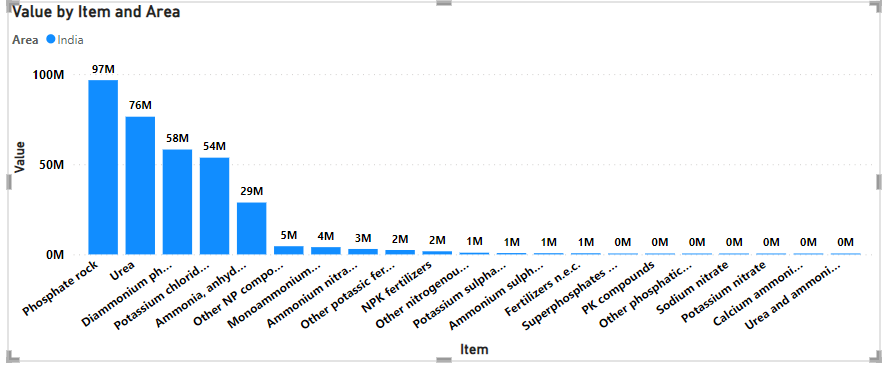 Value by Item and Area
Area India
100M
50M
0M
Value
97M
76M
58M
54M
29M
5M
4M
3M
2M
2M
1M
1M
1M
1M
0M
0M
0M
0M
0M
0M
0M
Phosphate rock
Urea
Diammonium ph...
Potassium chlorid...
Ammonia, anhyd...
Other NP compo...
Monoammonium...
Ammonium nitra...
Other potassic fer...
NPK fertilizers
Other nitrogenou...
Potassium sulpha...
Ammonium sulph...
Fertilizers n.e.c.
Superphosphates ...
PK compounds
Other phosphatic...
Sodium nitrate
Potassium nitrate
Calcium ammoni...
Urea and ammoni...
Item